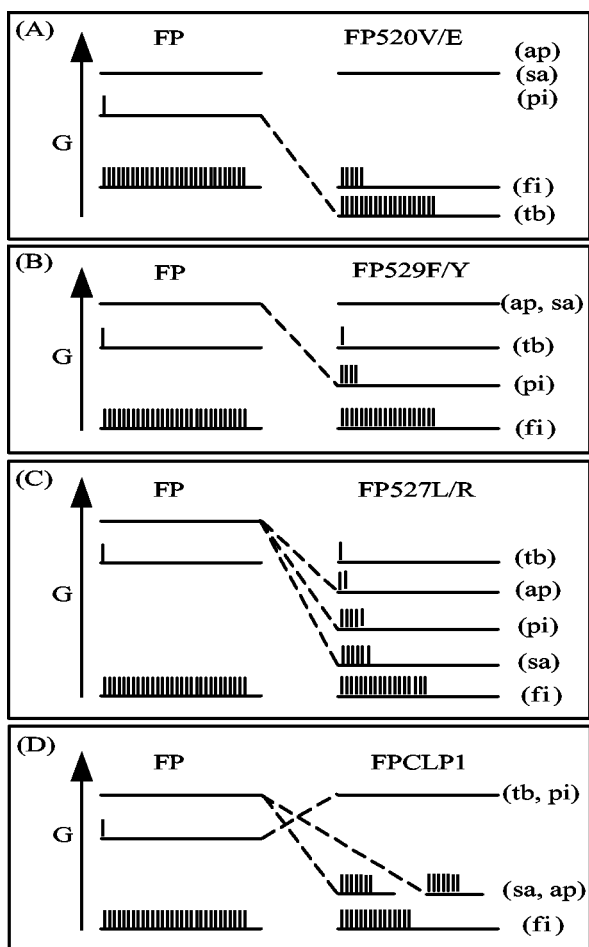 (A)
FP FP520V/E (ap)
(sa)
(pi)
G
(fi)
(tb)
(B)
FP FP529F/Y
(ap, sa)
(tb)
G
(pi)
(fi)
(C)
FP FP527L/R
(tb)
G (ap)
(pi)
(sa)
(fi)
(D)
FP FPCLP1
(tb, pi)
G
(sa, ap)
(fi)